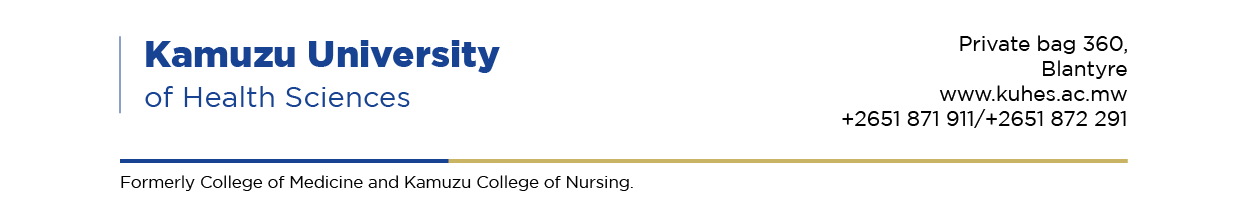 Kamuzu University
of Health Sciences
Private bag 360,
Blantyre
www.kuhes.ac.mw
+2651 871 911/+2651 872 291
Formerly College of Medicine and Kamuzu College of Nursing.